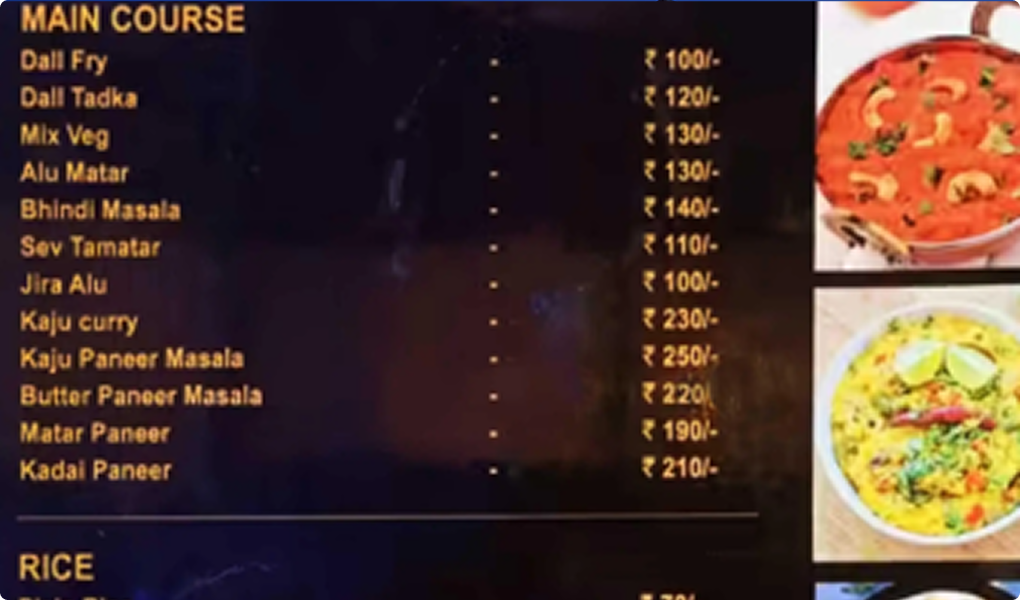 MAIN COURSE
Dall Fry - ₹ 100/-
Dall Tadka - ₹ 120/-
Mix Veg - ₹ 130/-
Alu Matar - ₹ 130/-
Bhindi Masala - ₹ 140/-
Sev Tamatar - ₹ 110/-
Jira Alu - ₹ 100/-
Kaju curry - ₹ 230/-
Kaju Paneer Masala - ₹ 250/-
Butter Paneer Masala - ₹ 220/
Matar Paneer - ₹ 190/-
Kadai Paneer - ₹ 210/-
RICE